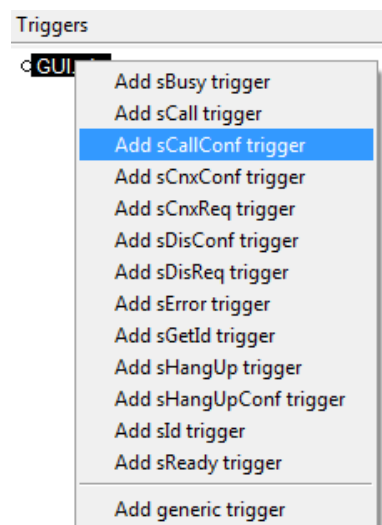 Triggers
GUI
Add sBusy trigger
Add sCall trigger
Add sCallConf trigger
Add sCnxConf trigger
Add sCnxReq trigger
Add sDisConf trigger
Add sDisReq trigger
Add sError trigger
Add sGetId trigger
Add sHangUp trigger
Add sHangUpConf trigger
Add sId trigger
Add sReady trigger
Add generic trigger